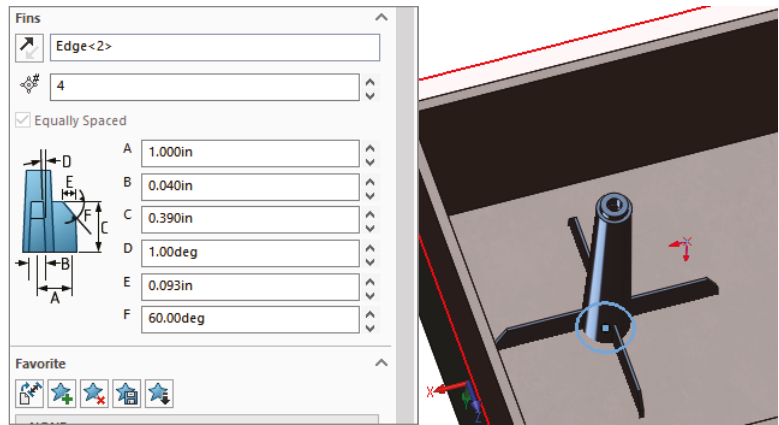 Fins
Edge<2>
#
4
Equally Spaced
A 1.000in
B 0.040in
C 0.390in
D 1.00deg
E 0.093in
F 60.00deg
D
E
F
C
B
A
Favorite
X
X
Y
Z